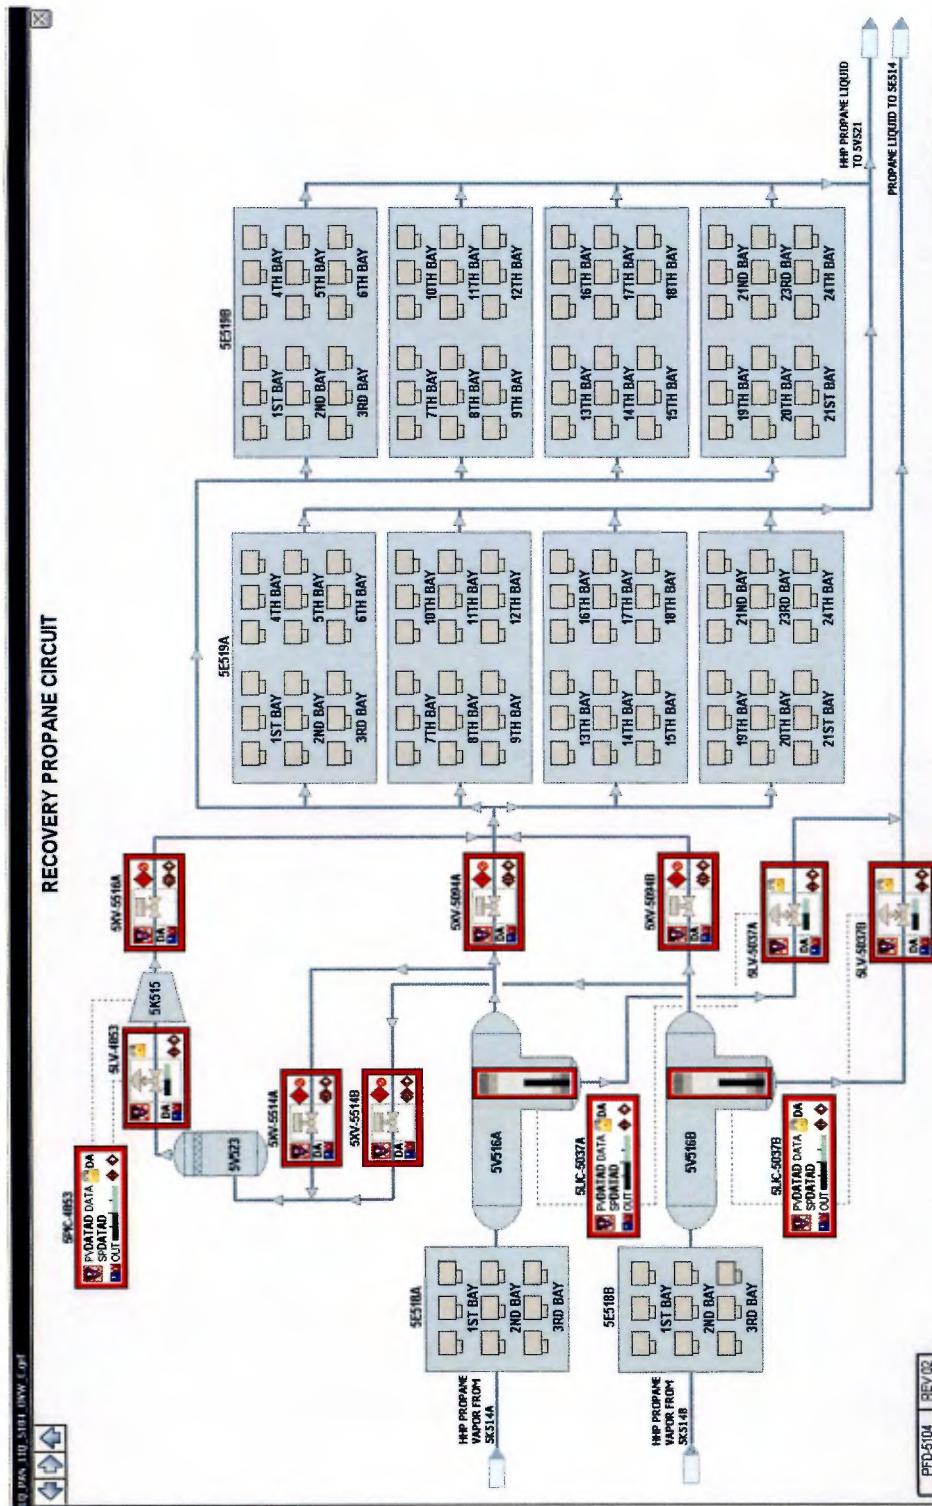 RECOVERY PROPANE CIRCUIT
5PIC-4853
PVDATAD DATA DA
SPDATAD
OUT
5LV-4853
DA
5K515
5XV-5516A
DA
5V523
5XV-5514A
DA
5XV-5514B
DA
5XV-5094A
DA
5XV-5094B
DA
5E518A
1ST BAY
2ND BAY
3RD BAY
HHP PROPANE
VAPOR FROM
5K514A
5V516A
5LIC-5037A
PVDATAD DATA DA
SPDATAD
OUT
5LV-5037A
DA
5E518B
1ST BAY
2ND BAY
3RD BAY
HHP PROPANE
VAPOR FROM
5K514B
5V516B
5LIC-5037B
PVDATAD DATA DA
SPDATAD
OUT
5LV-5037B
DA
5E519A
1ST BAY 4TH BAY
2ND BAY 5TH BAY
3RD BAY 6TH BAY
7TH BAY 10TH BAY
8TH BAY 11TH BAY
9TH BAY 12TH BAY
13TH BAY 16TH BAY
14TH BAY 17TH BAY
15TH BAY 18TH BAY
19TH BAY 21ND BAY
20TH BAY 23RD BAY
21ST BAY 24TH BAY
5E519B
1ST BAY 4TH BAY
2ND BAY 5TH BAY
3RD BAY 6TH BAY
7TH BAY 10TH BAY
8TH BAY 11TH BAY
9TH BAY 12TH BAY
13TH BAY 16TH BAY
14TH BAY 17TH BAY
15TH BAY 18TH BAY
19TH BAY 21ND BAY
20TH BAY 23RD BAY
21ST BAY 24TH BAY
HHP PROPANE LIQUID
TO 5V521
PROPANE LIQUID TO 5E514
PFD-5104 REV 02